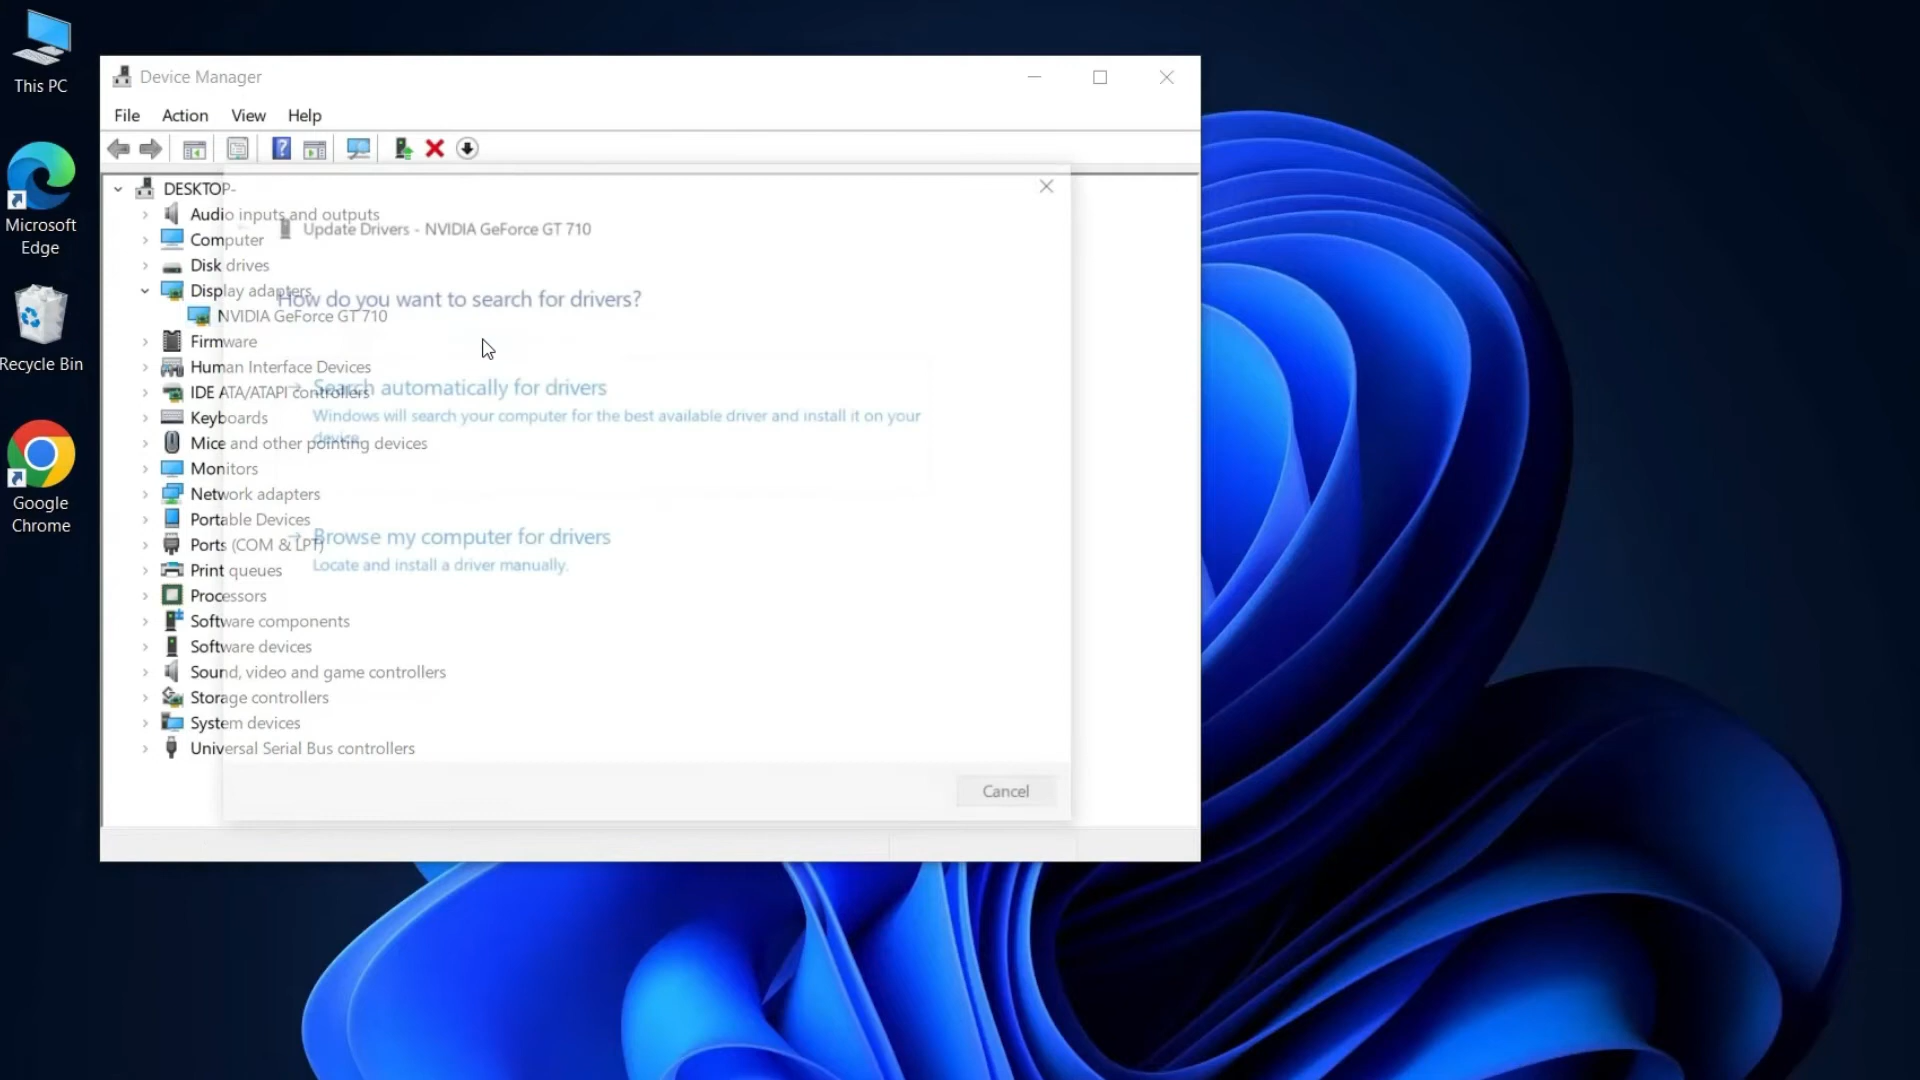 This PC
Microsoft
Edge
Recycle Bin
Google
Chrome
Device Manager
File Action View Help
DESKTOP-
Audio inputs and outputs
Computer
Disk drives
Display adapters
NVIDIA GeForce GT 710
Firmware
Human Interface Devices
IDE ATA/ATAPI controllers
Keyboards
Mice and other pointing devices
Monitors
Network adapters
Portable Devices
Ports (COM & LPT)
Print queues
Processors
Software components
Software devices
Sound, video and game controllers
Storage controllers
System devices
Universal Serial Bus controllers
Update Drivers - NVIDIA GeForce GT 710
How do you want to search for drivers?
Search automatically for drivers
Windows will search your computer for the best available driver and install it on your
device.
Browse my computer for drivers
Locate and install a driver manually.
Cancel